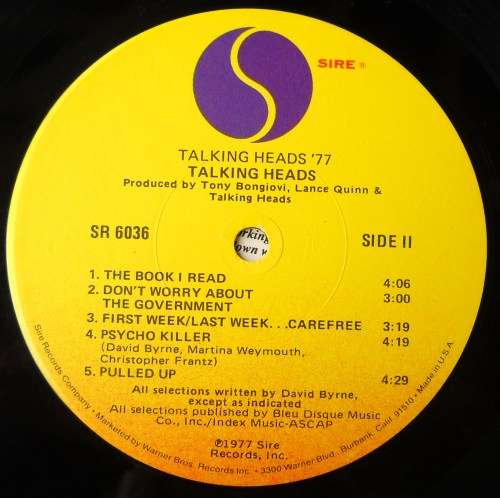 SIRE ®
TALKING HEADS '77
TALKING HEADS
Produced by Tony Bongiovi, Lance Quinn &
Talking Heads
SR 6036
SIDE II
orking
own
1. THE BOOK I READ 4:06
2. DON'T WORRY ABOUT 3:00
THE GOVERNMENT
3. FIRST WEEK/LAST WEEK. . .CAREFREE 3:19
4. PSYCHO KILLER 4:19
(David Byrne, Martina Weymouth,
Christopher Frantz)
5. PULLED UP 4:29
All selections written by David Byrne,
except as indicated
All selections published by Bleu Disque Music
Co., Inc./Index Music-ASCAP
℗1977 Sire
Records, Inc.
Sire Records Company • Marketed by Warner Bros. Records Inc. • 3300 Warner Blvd., Burbank, Calif. 91510 • Made in U.S.A.